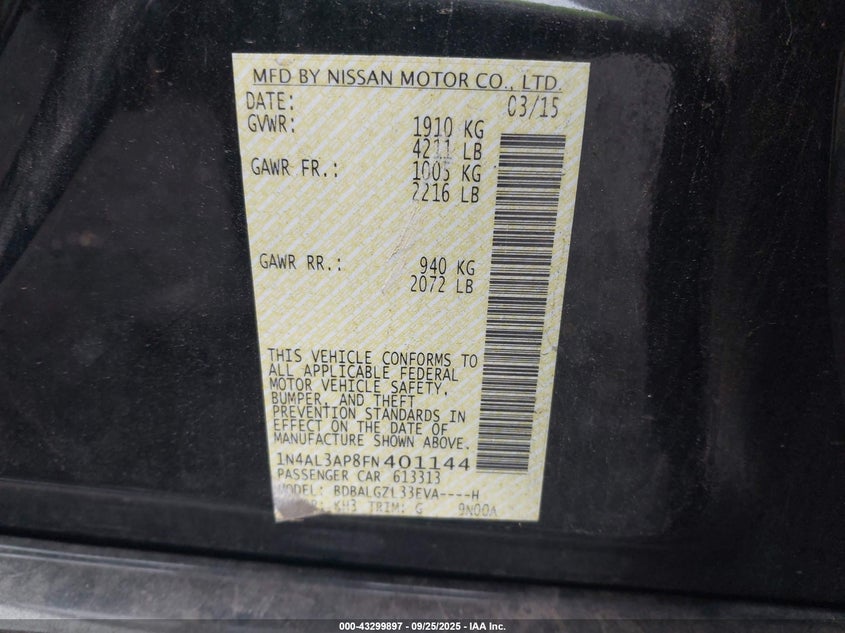 MFD BY NISSAN MOTOR CO., LTD.
DATE: 03/15
GVWR: 1910 KG
4211 LB
GAWR FR.: 1005 KG
2216 LB
GAWR RR.: 940 KG
2072 LB
THIS VEHICLE CONFORMS TO
ALL APPLICABLE FEDERAL
MOTOR VEHICLE SAFETY,
BUMPER, AND THEFT
PREVENTION STANDARDS IN
EFFECT ON THE DATE OF
MANUFACTURE SHOWN ABOVE.
1N4AL3AP8FN401144
PASSENGER CAR 613313
MODEL: BDBALGZL33EVA----H
KH3 TRIM: G 9N00A
000-43299897 - 09/25/2025 - IAA Inc.